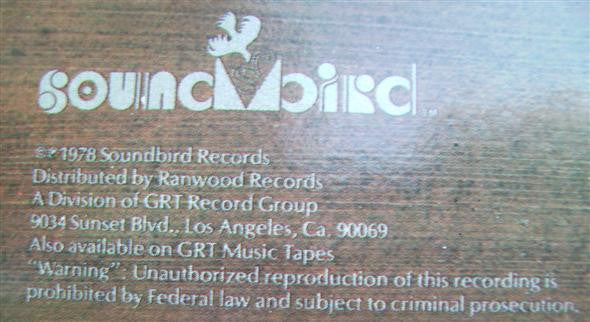 soundbird ™
©℗ 1978 Soundbird Records
Distributed by Ranwood Records
A Division of GRT Record Group
9034 Sunset Blvd., Los Angeles, Ca. 90069
Also available on GRT Music Tapes
"Warning": Unauthorized reproduction of this recording is
prohibited by Federal law and subject to criminal prosecution.